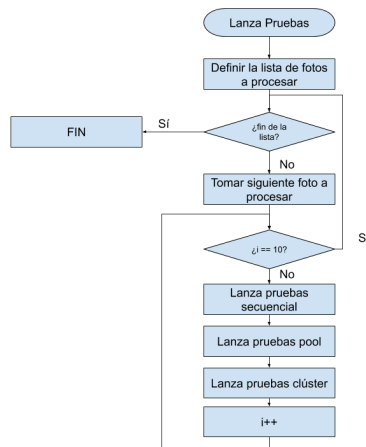 Lanza Pruebas
Definir la lista de fotos
a procesar
¿fin de la
lista?
Sí
FIN
No
Tomar siguiente foto a
procesar
¿i == 10?
S
No
Lanza pruebas
secuencial
Lanza pruebas pool
Lanza pruebas clúster
i++